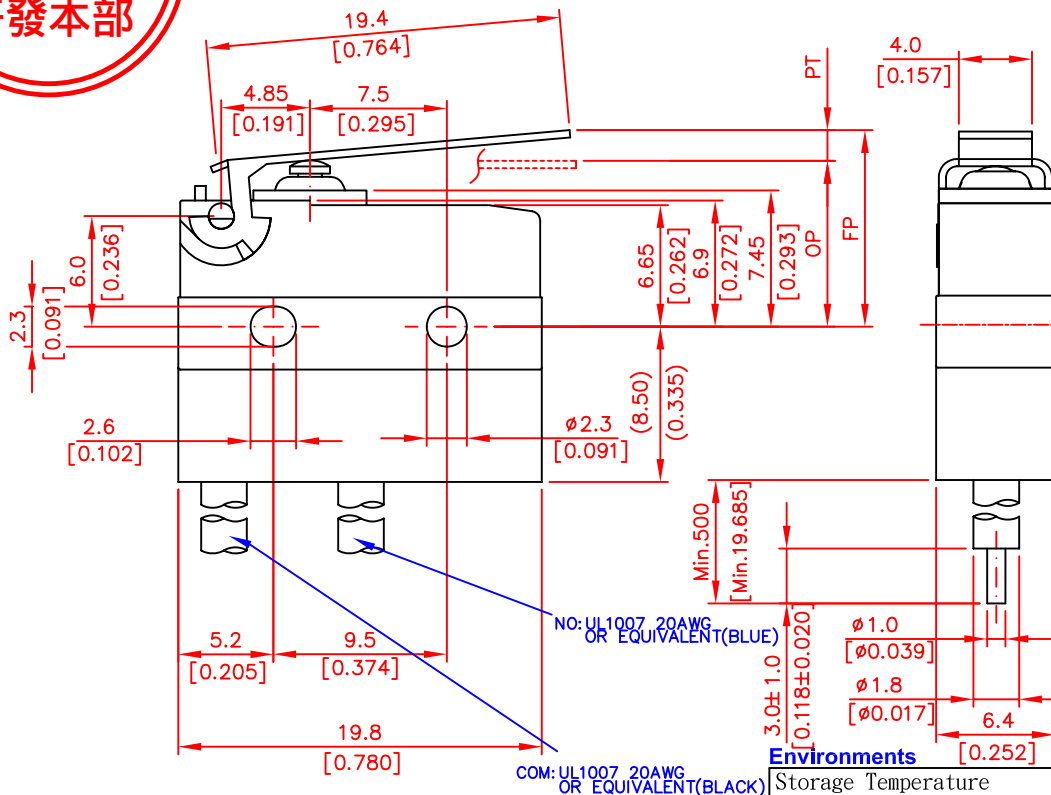 發本部
19.4
[0.764]
4.85
[0.191]
7.5
[0.295]
4.0
[0.157]
PT
FP
OP
6.0
[0.236]
2.3
[0.091]
6.65
[0.262]
6.9
[0.272]
7.45
[0.293]
(8.50)
(0.335)
2.6
[0.102]
ø2.3
[0.091]
Min.500
[Min.19.685]
NO:UL1007 20AWG
OR EQUIVALENT(BLUE)
3.0±1.0
[0.118±0.020]
ø1.0
[ø0.039]
ø1.8
[ø0.017]
5.2
[0.205]
9.5
[0.374]
19.8
[0.780]
6.4
[0.252]
COM:UL1007 20AWG
OR EQUIVALENT(BLACK)
Environments
Storage Temperature